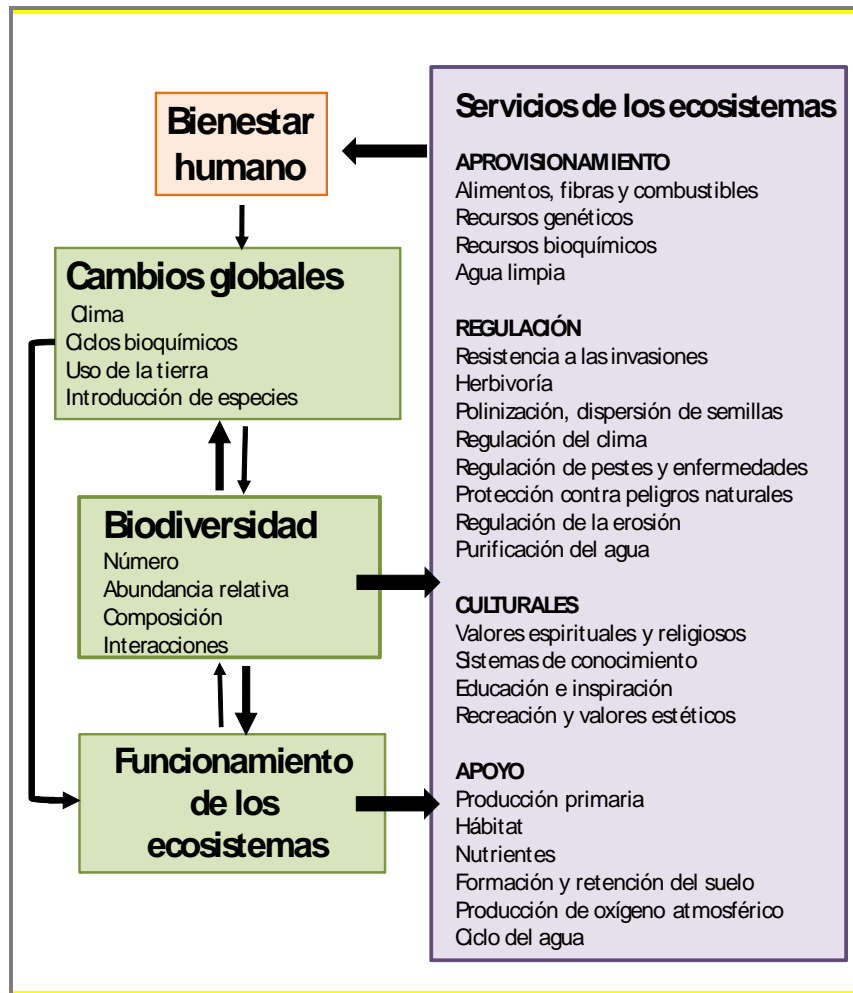 Bienestar
humano
Cambios globales
Clima
Ciclos bioquímicos
Uso de la tierra
Introducción de especies
Biodiversidad
Número
Abundancia relativa
Composición
Interacciones
Funcionamiento
de los
ecosistemas
Servicios de los ecosistemas
APROVISIONAMIENTO
Alimentos, fibras y combustibles
Recursos genéticos
Recursos bioquímicos
Agua limpia
REGULACIÓN
Resistencia a las invasiones
Herbivoría
Polinización, dispersión de semillas
Regulación del clima
Regulación de pestes y enfermedades
Protección contra peligros naturales
Regulación de la erosión
Purificación del agua
CULTURALES
Valores espirituales y religiosos
Sistemas de conocimiento
Educación e inspiración
Recreación y valores estéticos
APOYO
Producción primaria
Hábitat
Nutrientes
Formación y retención del suelo
Producción de oxígeno atmosférico
Ciclo del agua